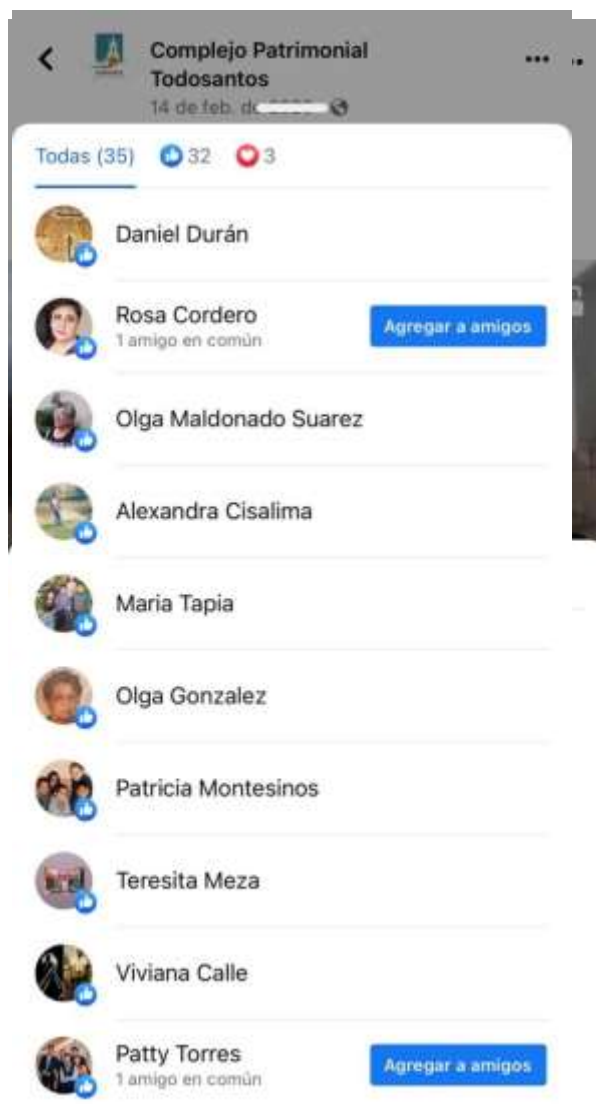 Complejo Patrimonial
Todosantos
14 de feb. de
Todas (35) 32 3
Daniel Durán
Rosa Cordero
1 amigo en común
Agregar a amigos
Olga Maldonado Suarez
Alexandra Cisalima
Maria Tapia
Olga Gonzalez
Patricia Montesinos
Teresita Meza
Viviana Calle
Patty Torres
1 amigo en común
Agregar a amigos